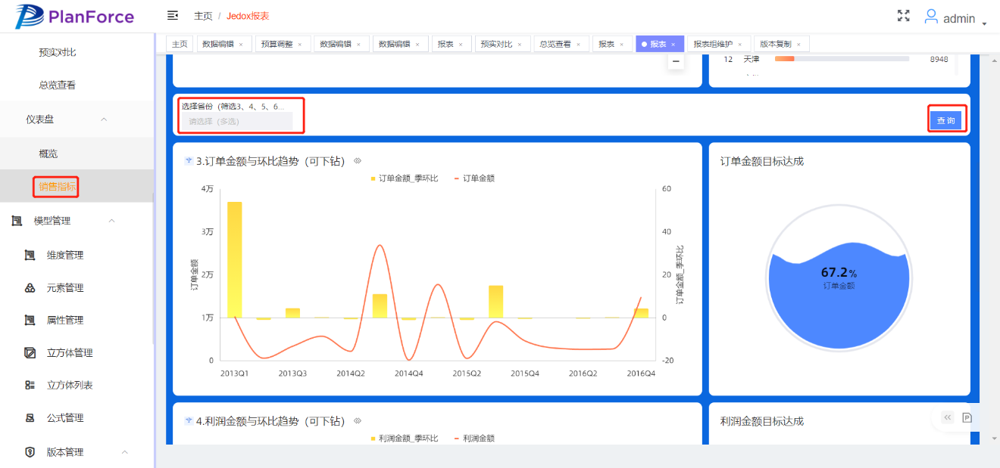 PlanForce
主页 / Jedox报表
admin
主页
数据编辑 ×
预算调整 ×
数据编辑 ×
数据编辑 ×
报表 ×
预实对比 ×
总览查看 ×
报表 ×
报表 ×
报表组维护 ×
版本复制 ×
预实对比
总览查看
仪表盘
概览
销售指标
模型管理
维度管理
元素管理
属性管理
立方体管理
立方体列表
公式管理
版本管理
12 天津 8948
选择省份（筛选3、4、5、6...
请选择（多选）
查 询
3.订单金额与环比趋势（可下钻）
订单金额_季环比 订单金额
4万
3万
2万
1万
0
订单金额
60
40
20
0
-20
订单金额_季环比
2013Q1 2013Q3 2014Q2 2014Q4 2015Q2 2015Q4 2016Q2 2016Q4
订单金额目标达成
67.2%
订单金额
4.利润金额与环比趋势（可下钻）
利润金额_季环比 利润金额
利润金额目标达成